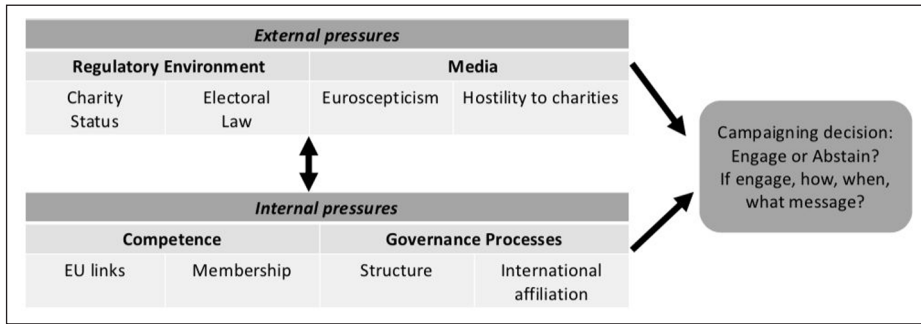 External pressures
Regulatory Environment
Media
Charity
Status
Electoral
Law
Euroscepticism
Hostility to charities
Internal pressures
Competence
Governance Processes
EU links
Membership
Structure
International
affiliation
Campaigning decision:
Engage or Abstain?
If engage, how, when,
what message?